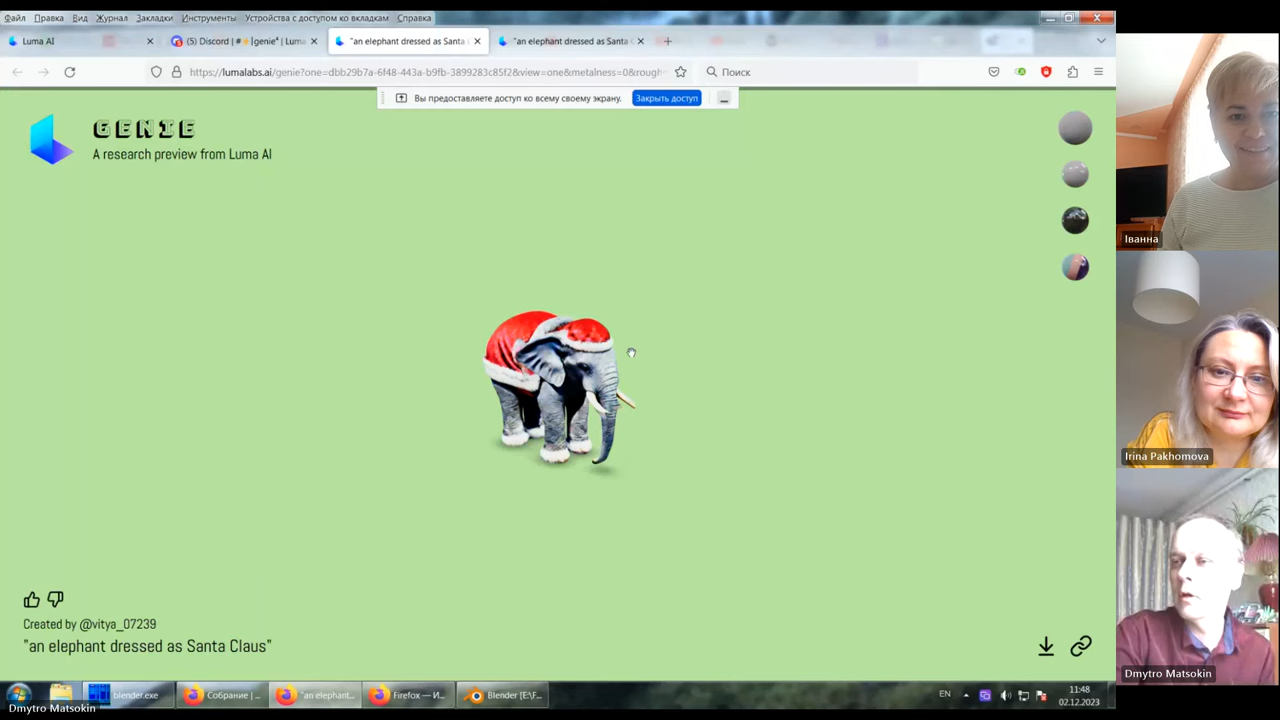 Файл Правка Вид Журнал Закладки Инструменты Устройства с доступом ко вкладкам Справка
Luma AI
(5) Discord | #
genie⁴ | Luma
"an elephant dressed as Santa C
"an elephant dressed as Santa C
https://lumalabs.ai/genie?one=dbb29b7a-6f48-443a-b9fb-3899283c85f2&view=one&metalness=0&rough
Поиск
Вы предоставляете доступ ко всему своему экрану.
Закрыть доступ
GENIE
A research preview from Luma AI
Іванна
Irina Pakhomova
Dmytro Matsokin
Created by @vitya_07239
"an elephant dressed as Santa Claus"
blender.exe
Собрание |...
"an elephant...
Firefox — И...
Blender [E:\F...
EN
11:48
02.12.2023
Dmytro Matsokin